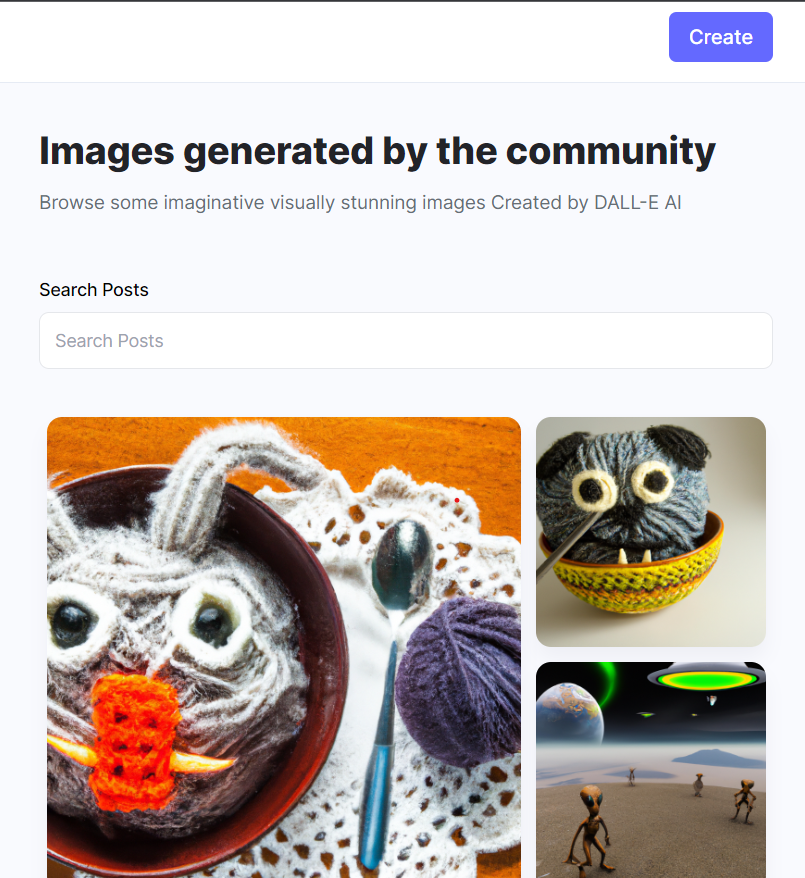 Create
Images generated by the community
Browse some imaginative visually stunning images Created by DALL-E AI
Search Posts
Search Posts